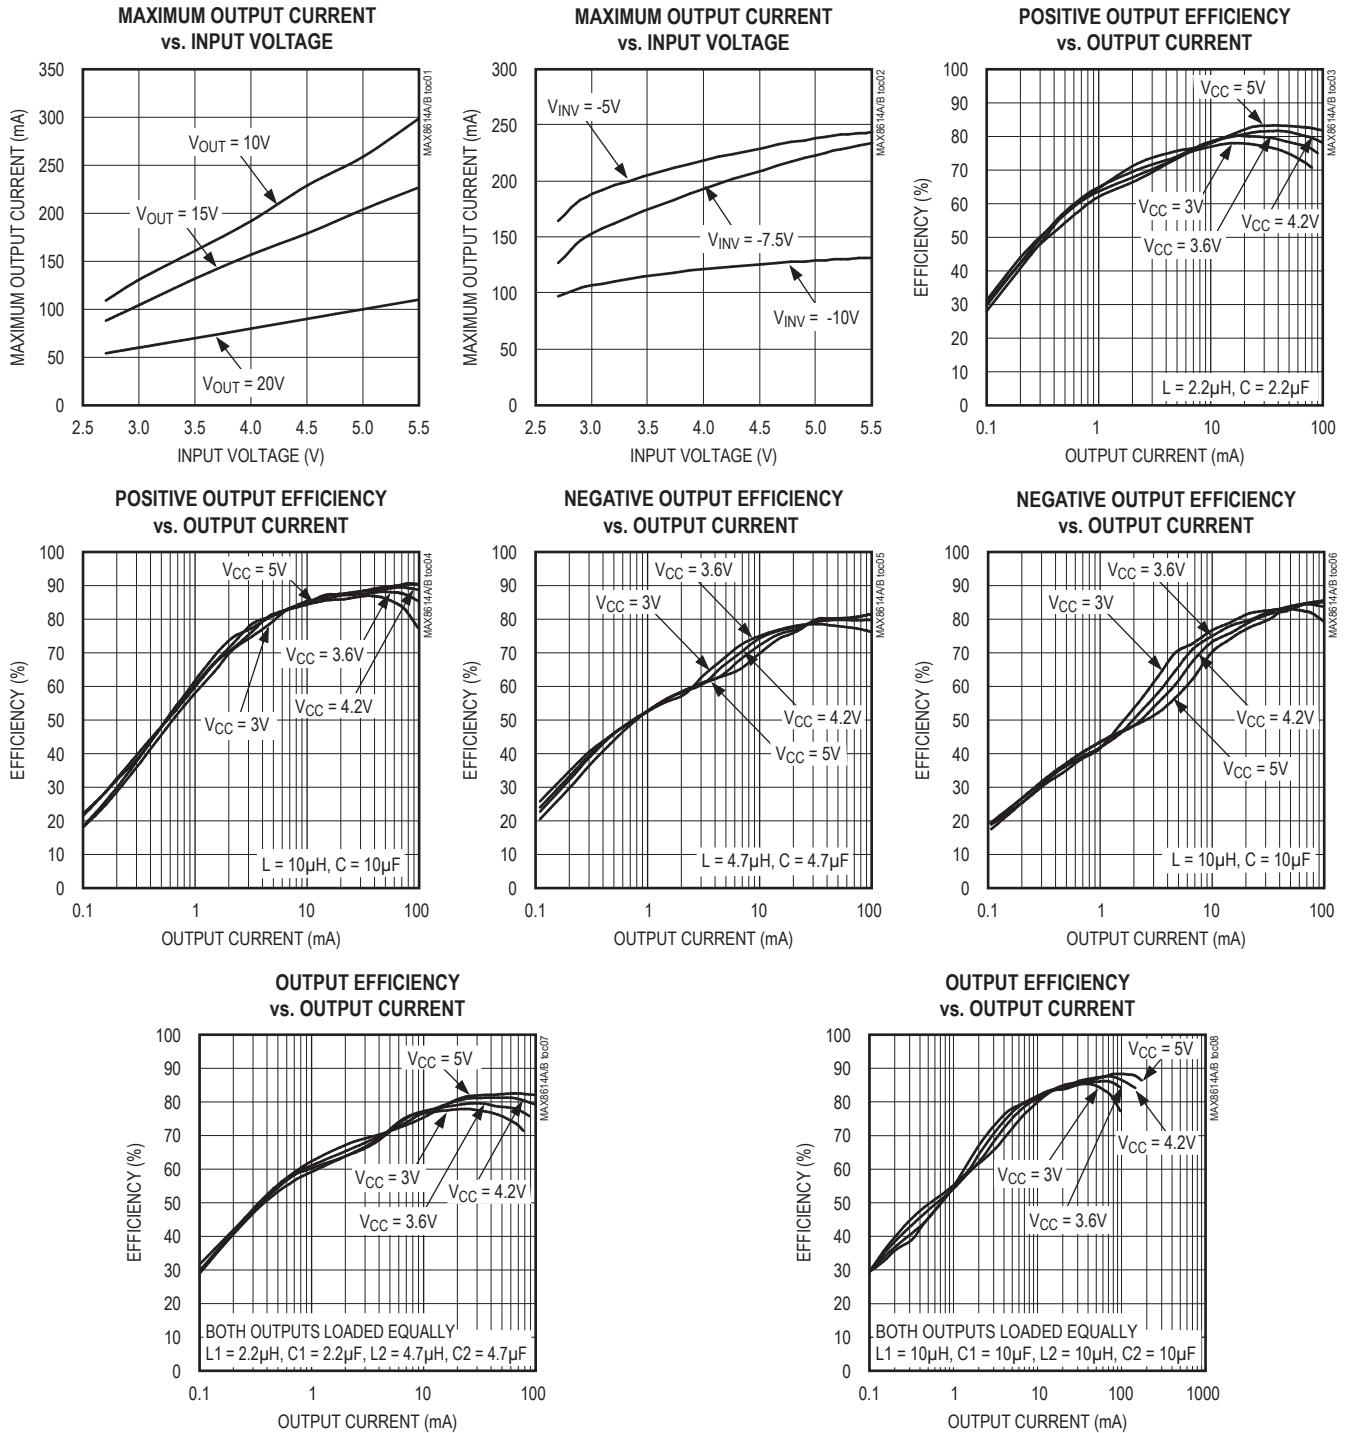 MAXIMUM OUTPUT CURRENT
vs. INPUT VOLTAGE
350
300
250
200
150
100
50
0
MAXIMUM OUTPUT CURRENT (mA)
VOUT = 10V
VOUT = 15V
VOUT = 20V
MAX8614A/B toc01
2.5 3.0 3.5 4.0 4.5 5.0 5.5
INPUT VOLTAGE (V)
MAXIMUM OUTPUT CURRENT
vs. INPUT VOLTAGE
300
250
200
150
100
50
0
MAXIMUM OUTPUT CURRENT (mA)
VINV = -5V
VINV = -7.5V
VINV = -10V
MAX8614A/B toc02
2.5 3.0 3.5 4.0 4.5 5.0 5.5
INPUT VOLTAGE (V)
POSITIVE OUTPUT EFFICIENCY
vs. OUTPUT CURRENT
100
90
80
70
60
50
40
30
20
10
0
EFFICIENCY (%)
VCC = 5V
VCC = 3V
VCC = 4.2V
VCC = 3.6V
L = 2.2µH, C = 2.2µF
MAX8614A/B toc03
0.1 1 10 100
OUTPUT CURRENT (mA)
POSITIVE OUTPUT EFFICIENCY
vs. OUTPUT CURRENT
100
90
80
70
60
50
40
30
20
10
0
EFFICIENCY (%)
VCC = 5V
VCC = 3.6V
VCC = 4.2V
VCC = 3V
L = 10µH, C = 10µF
MAX8614A/B toc04
0.1 1 10 100
OUTPUT CURRENT (mA)
NEGATIVE OUTPUT EFFICIENCY
vs. OUTPUT CURRENT
100
90
80
70
60
50
40
30
20
10
0
EFFICIENCY (%)
VCC = 3.6V
VCC = 3V
VCC = 4.2V
VCC = 5V
L = 4.7µH, C = 4.7µF
MAX8614A/B toc05
0.1 1 10 100
OUTPUT CURRENT (mA)
NEGATIVE OUTPUT EFFICIENCY
vs. OUTPUT CURRENT
100
90
80
70
60
50
40
30
20
10
0
EFFICIENCY (%)
VCC = 3.6V
VCC = 3V
VCC = 4.2V
VCC = 5V
L = 10µH, C = 10µF
MAX8614A/B toc06
0.1 1 10 100
OUTPUT CURRENT (mA)
OUTPUT EFFICIENCY
vs. OUTPUT CURRENT
100
90
80
70
60
50
40
30
20
10
0
EFFICIENCY (%)
VCC = 5V
VCC = 3V
VCC = 4.2V
VCC = 3.6V
BOTH OUTPUTS LOADED EQUALLY
L1 = 2.2µH, C1 = 2.2µF, L2 = 4.7µH, C2 = 4.7µF
MAX8614A/B toc07
0.1 1 10 100
OUTPUT CURRENT (mA)
OUTPUT EFFICIENCY
vs. OUTPUT CURRENT
100
90
80
70
60
50
40
30
20
10
0
EFFICIENCY (%)
VCC = 5V
VCC = 4.2V
VCC = 3V
VCC = 3.6V
BOTH OUTPUTS LOADED EQUALLY
L1 = 10µH, C1 = 10µF, L2 = 10µH, C2 = 10µF
MAX8614A/B toc08
0.1 1 10 100 1000
OUTPUT CURRENT (mA)